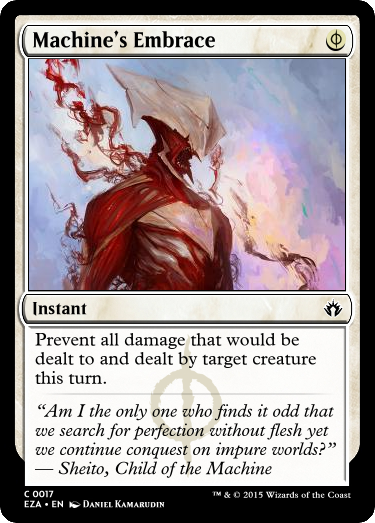 Machine's Embrace
Instant
Prevent all damage that would be
dealt to and dealt by target creature
this turn.
"Am I the only one who finds it odd that
we search for perfection without flesh yet
we continue conquest on impure worlds?"
— Sheito, Child of the Machine
C 0017
EZA • EN Daniel Kamarudin
™ & © 2015 Wizards of the Coast